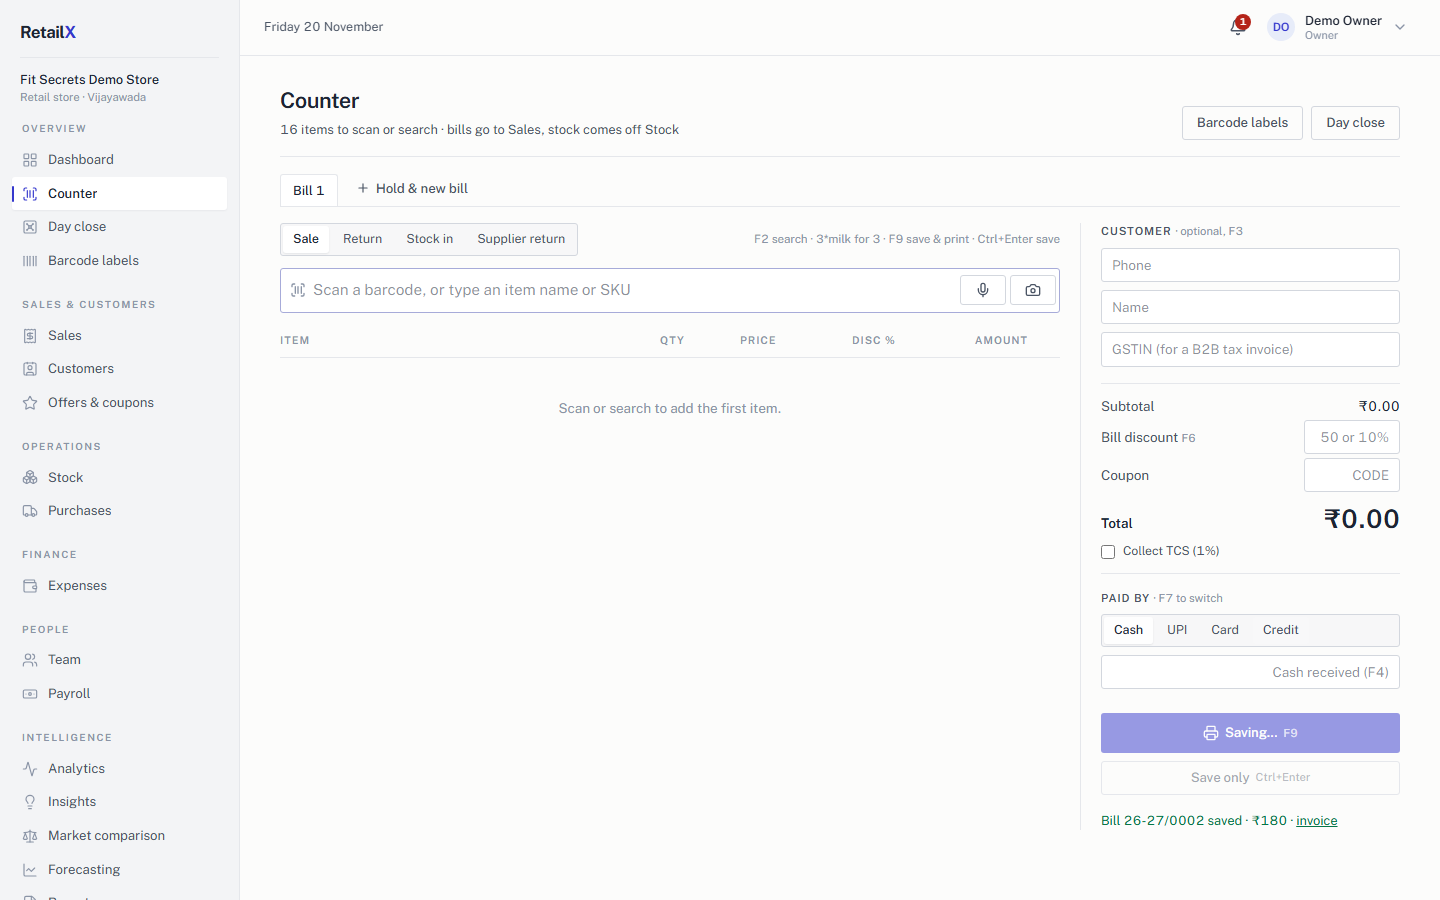 RetailX
Fit Secrets Demo Store
Retail store · Vijayawada
OVERVIEW
Dashboard
Counter
Day close
Barcode labels
SALES & CUSTOMERS
Sales
Customers
Offers & coupons
OPERATIONS
Stock
Purchases
FINANCE
Expenses
PEOPLE
Team
Payroll
INTELLIGENCE
Analytics
Insights
Market comparison
Forecasting
Friday 20 November
1
DO
Demo Owner
Owner
Counter
16 items to scan or search · bills go to Sales, stock comes off Stock
Barcode labels
Day close
Bill 1
Hold & new bill
Sale Return Stock in Supplier return
F2 search · 3*milk for 3 · F9 save & print · Ctrl+Enter save
Scan a barcode, or type an item name or SKU
ITEM QTY PRICE DISC % AMOUNT
Scan or search to add the first item.
CUSTOMER · optional, F3
Phone
Name
GSTIN (for a B2B tax invoice)
Subtotal ₹0.00
Bill discount F6 50 or 10%
Coupon CODE
Total ₹0.00
Collect TCS (1%)
PAID BY · F7 to switch
Cash UPI Card Credit
Cash received (F4)
Saving... F9
Save only Ctrl+Enter
Bill 26-27/0002 saved · ₹180 · invoice